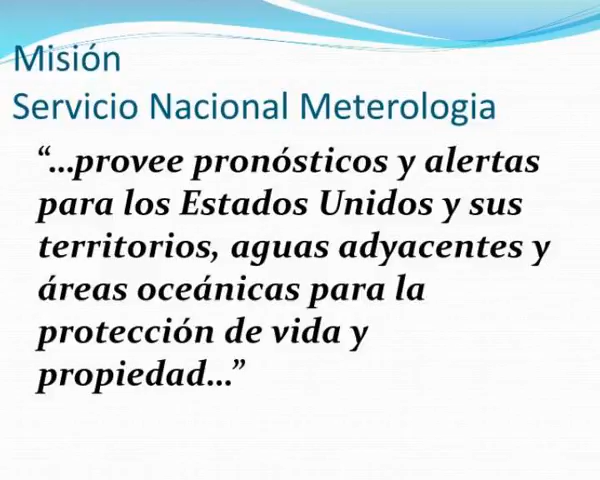 Misión
Servicio Nacional Meterologia
“...provee pronósticos y alertas
para los Estados Unidos y sus
territorios, aguas adyacentes y
áreas oceánicas para la
protección de vida y
propiedad...”